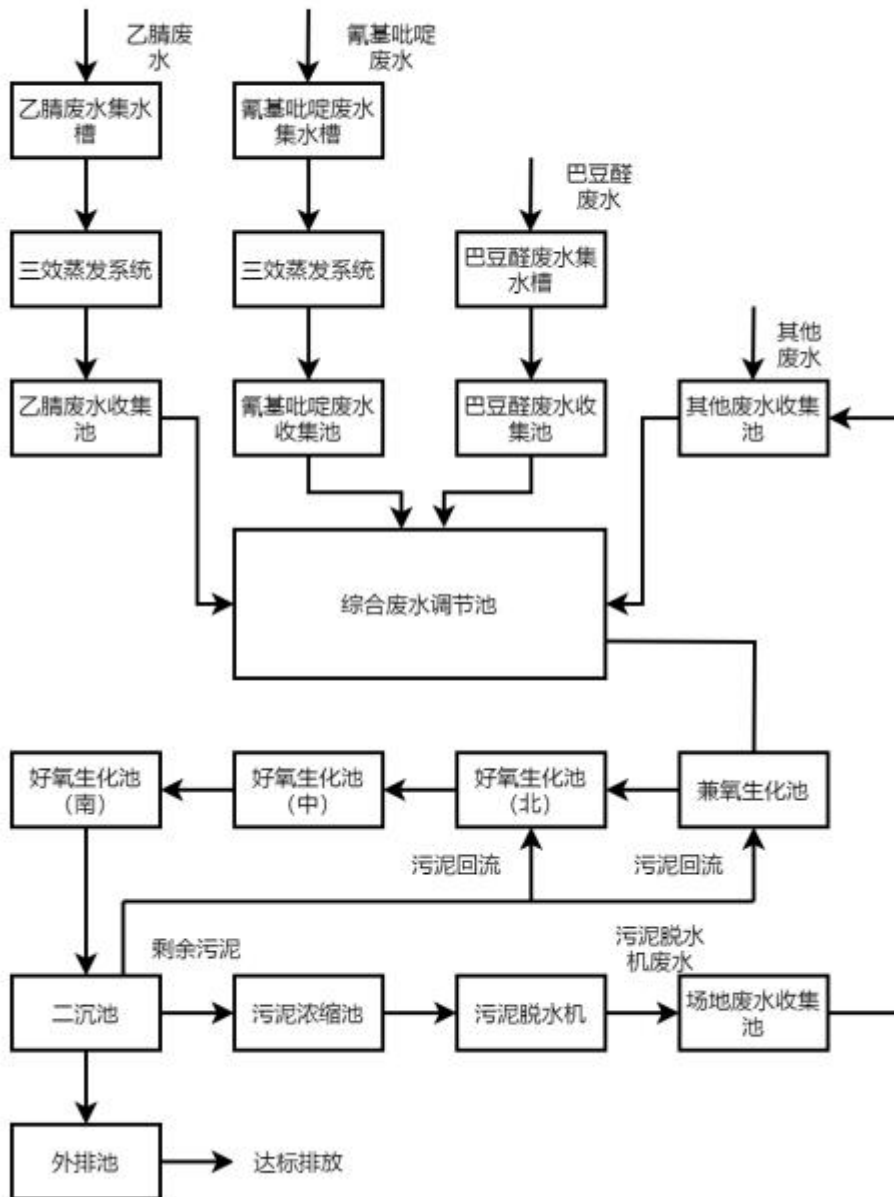 乙腈废
水
氰基吡啶
废水
乙腈废水集水
槽
氰基吡啶废水
集水槽
巴豆醛
废水
三效蒸发系统
三效蒸发系统
巴豆醛废水集
水槽
其他
废水
乙腈废水收集
池
氰基吡啶废水
收集池
巴豆醛废水收
集池
其他废水收集
池
综合废水调节池
好氧生化池
（南）
好氧生化池
（中）
好氧生化池
（北）
兼氧生化池
污泥回流
污泥回流
剩余污泥
污泥脱水
机废水
二沉池
污泥浓缩池
污泥脱水机
场地废水收集
池
外排池
达标排放